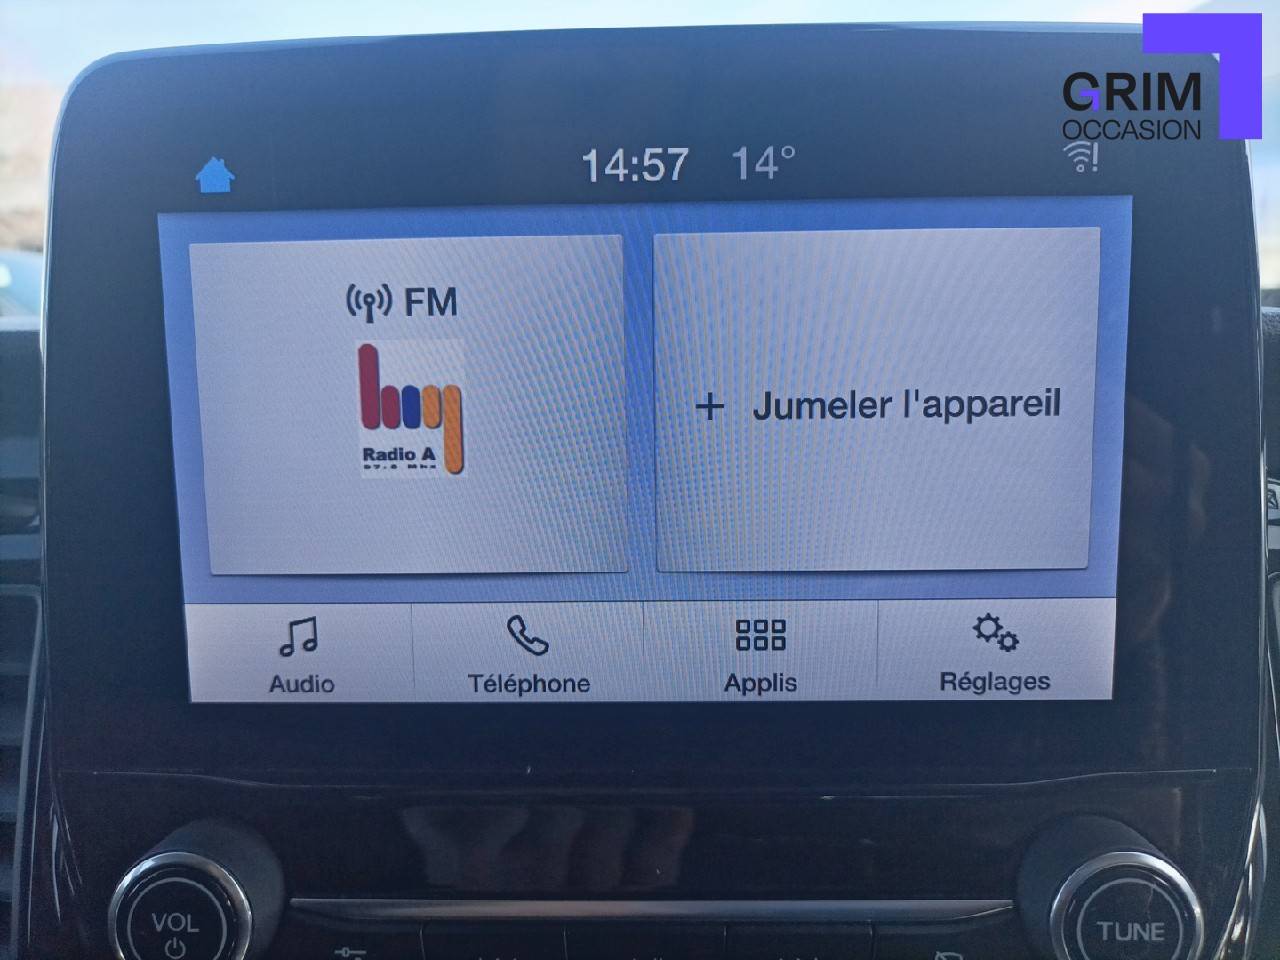 GRIM
OCCASION
14:57 14°
FM
Radio A
+ Jumeler l'appareil
Audio
Téléphone
Applis
Réglages
VOL
TUNE